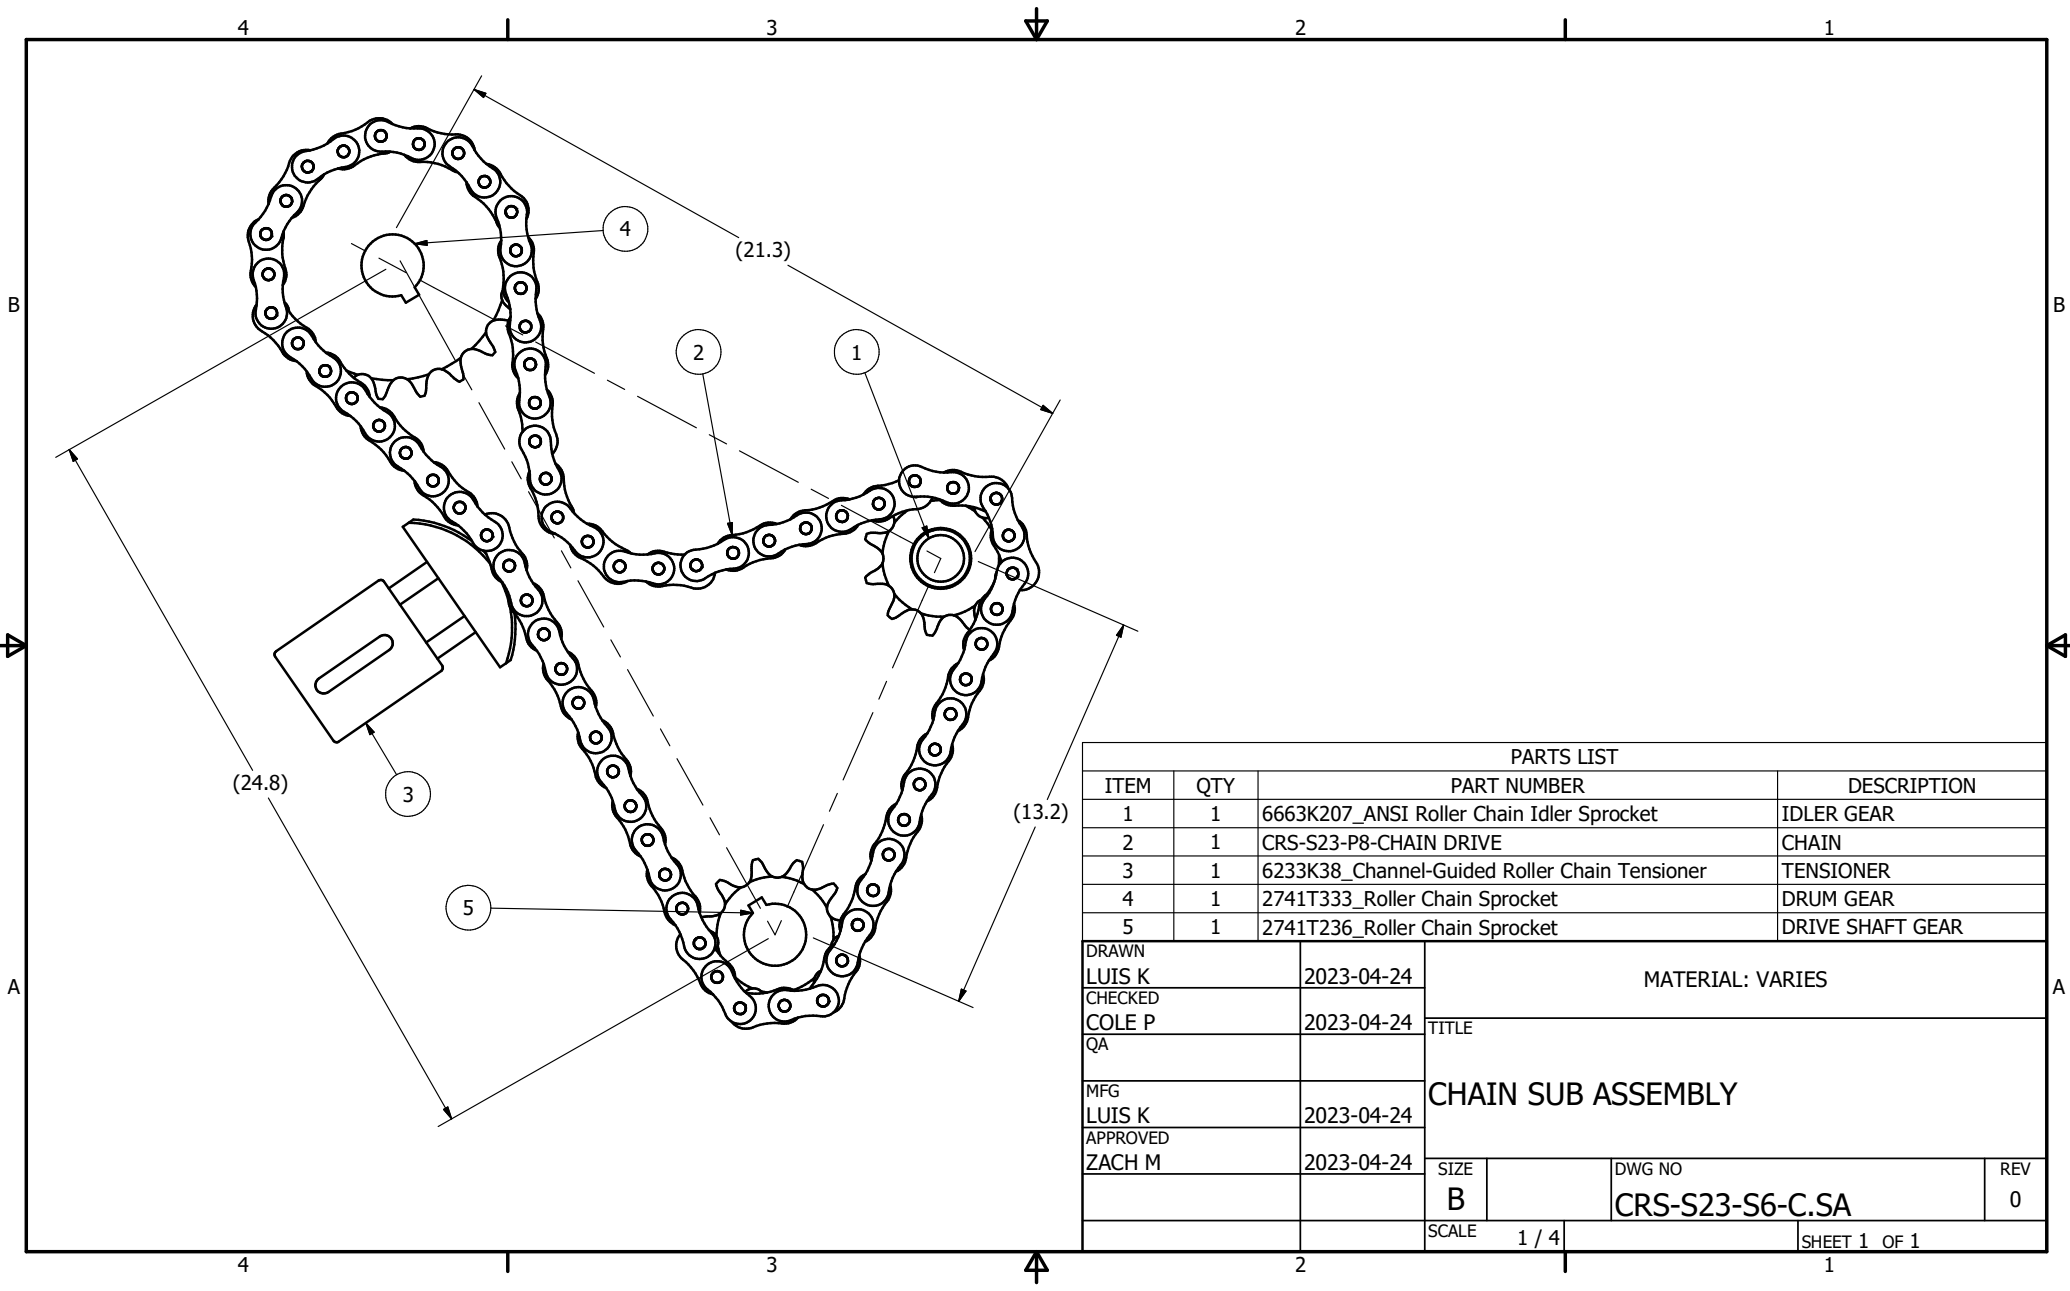 4 3 2 1
B B
A A
4 3 2 1
(21.3)
(24.8)
(13.2)
4
2
1
3
5
PARTS LIST
ITEM QTY PART NUMBER DESCRIPTION
1 1 6663K207_ANSI Roller Chain Idler Sprocket IDLER GEAR
2 1 CRS-S23-P8-CHAIN DRIVE CHAIN
3 1 6233K38_Channel-Guided Roller Chain Tensioner TENSIONER
4 1 2741T333_Roller Chain Sprocket DRUM GEAR
5 1 2741T236_Roller Chain Sprocket DRIVE SHAFT GEAR
DRAWN
LUIS K 2023-04-24
CHECKED
COLE P 2023-04-24
QA
MFG
LUIS K 2023-04-24
APPROVED
ZACH M 2023-04-24
MATERIAL: VARIES
TITLE
CHAIN SUB ASSEMBLY
SIZE
B
DWG NO
CRS-S23-S6-C.SA
REV
0
SCALE 1 / 4
SHEET 1 OF 1